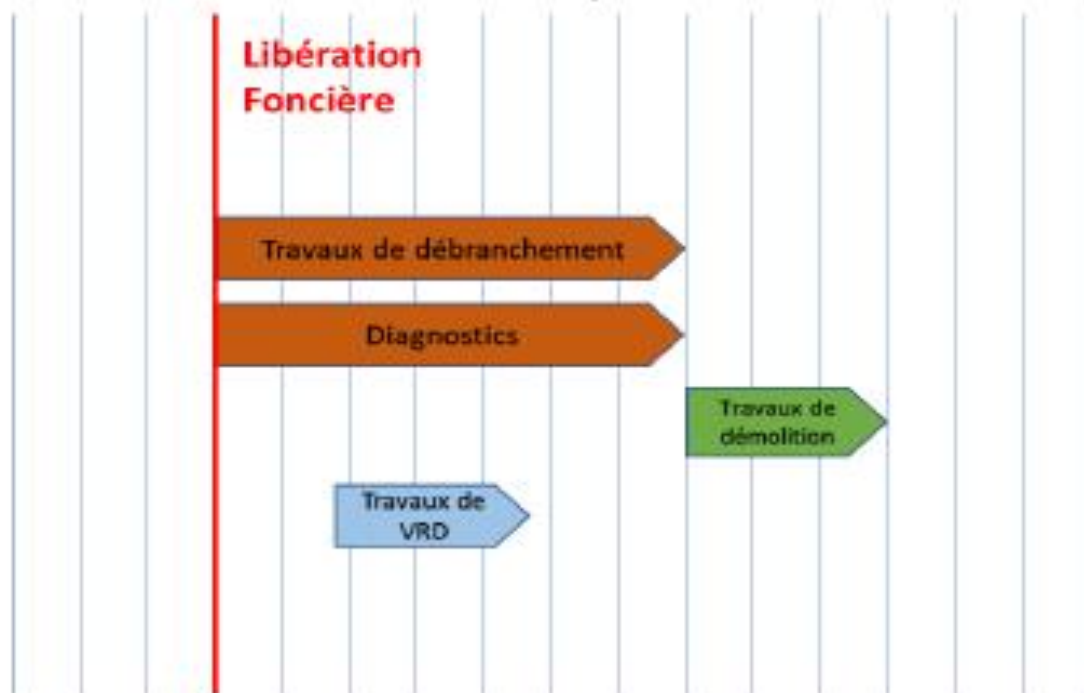 Libération
Foncière
Travaux de débranchement
Diagnostics
Travaux de
démolition
Travaux de
VRD